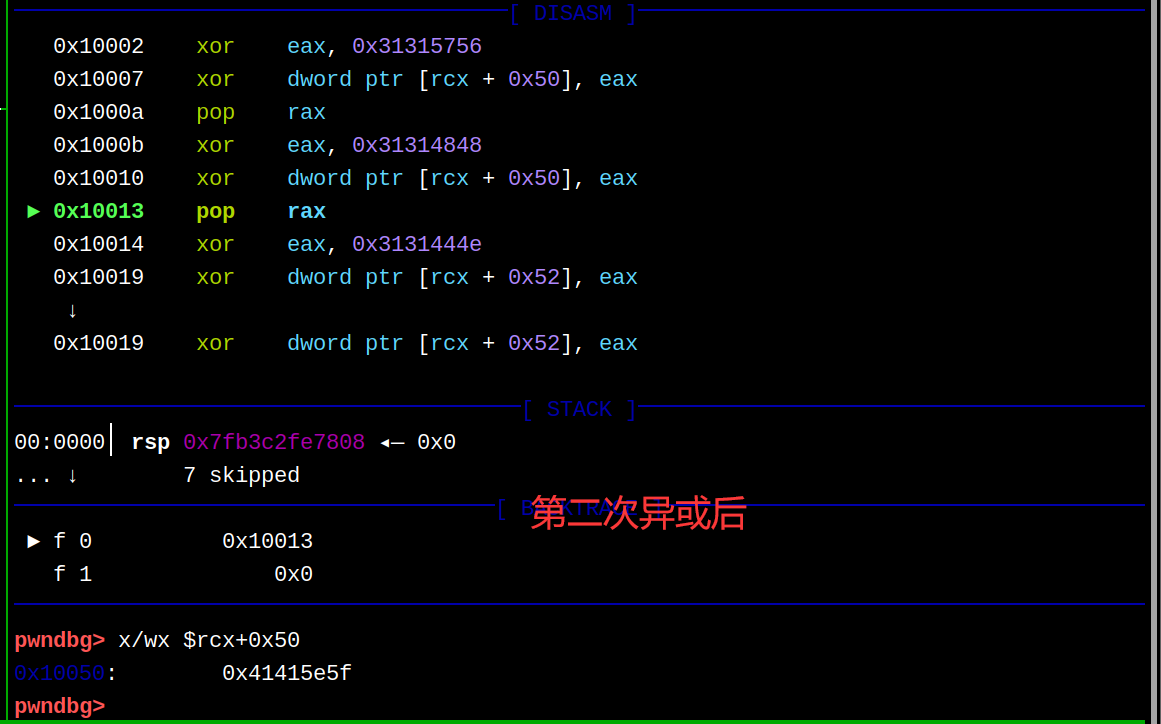 [ DISASM ]
0x10002 xor eax, 0x31315756
0x10007 xor dword ptr [rcx + 0x50], eax
0x1000a pop rax
0x1000b xor eax, 0x31314848
0x10010 xor dword ptr [rcx + 0x50], eax
► 0x10013 pop rax
0x10014 xor eax, 0x3131444e
0x10019 xor dword ptr [rcx + 0x52], eax
↓
0x10019 xor dword ptr [rcx + 0x52], eax
[ STACK ]
00:0000│ rsp 0x7fb3c2fe7808 ◂— 0x0
... ↓ 7 skipped
[ BACKTRACE ]
第二次异或后
► f 0 0x10013
f 1 0x0
pwndbg> x/wx $rcx+0x50
0x10050: 0x41415e5f
pwndbg>